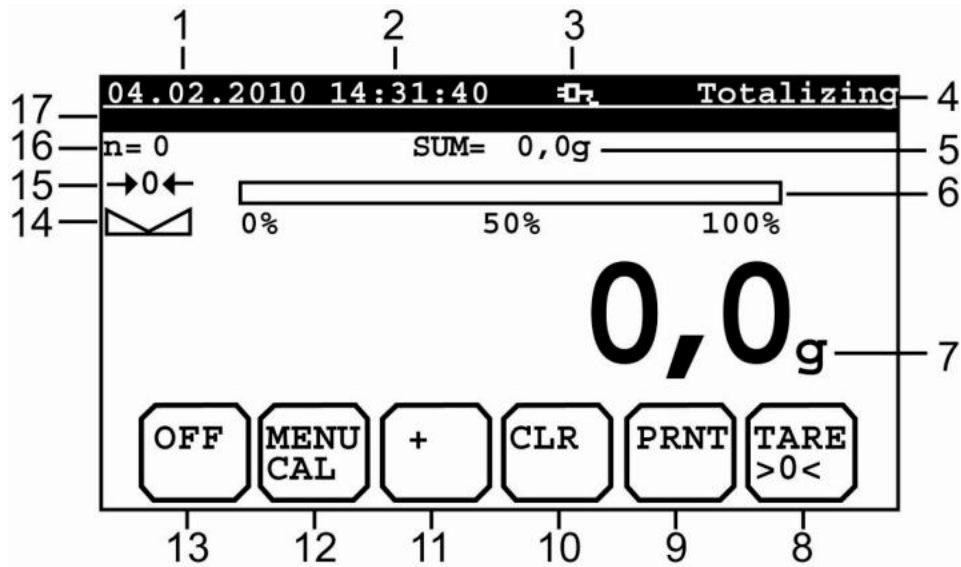 1 2 3
04.02.2010 14:31:40 Totalizing 4
17
16 n= 0 SUM= 0,0g 5
15 →0← 6
14 0% 50% 100%
0,0g 7
OFF MENU CAL + CLR PRNT TARE >0<
13 12 11 10 9 8